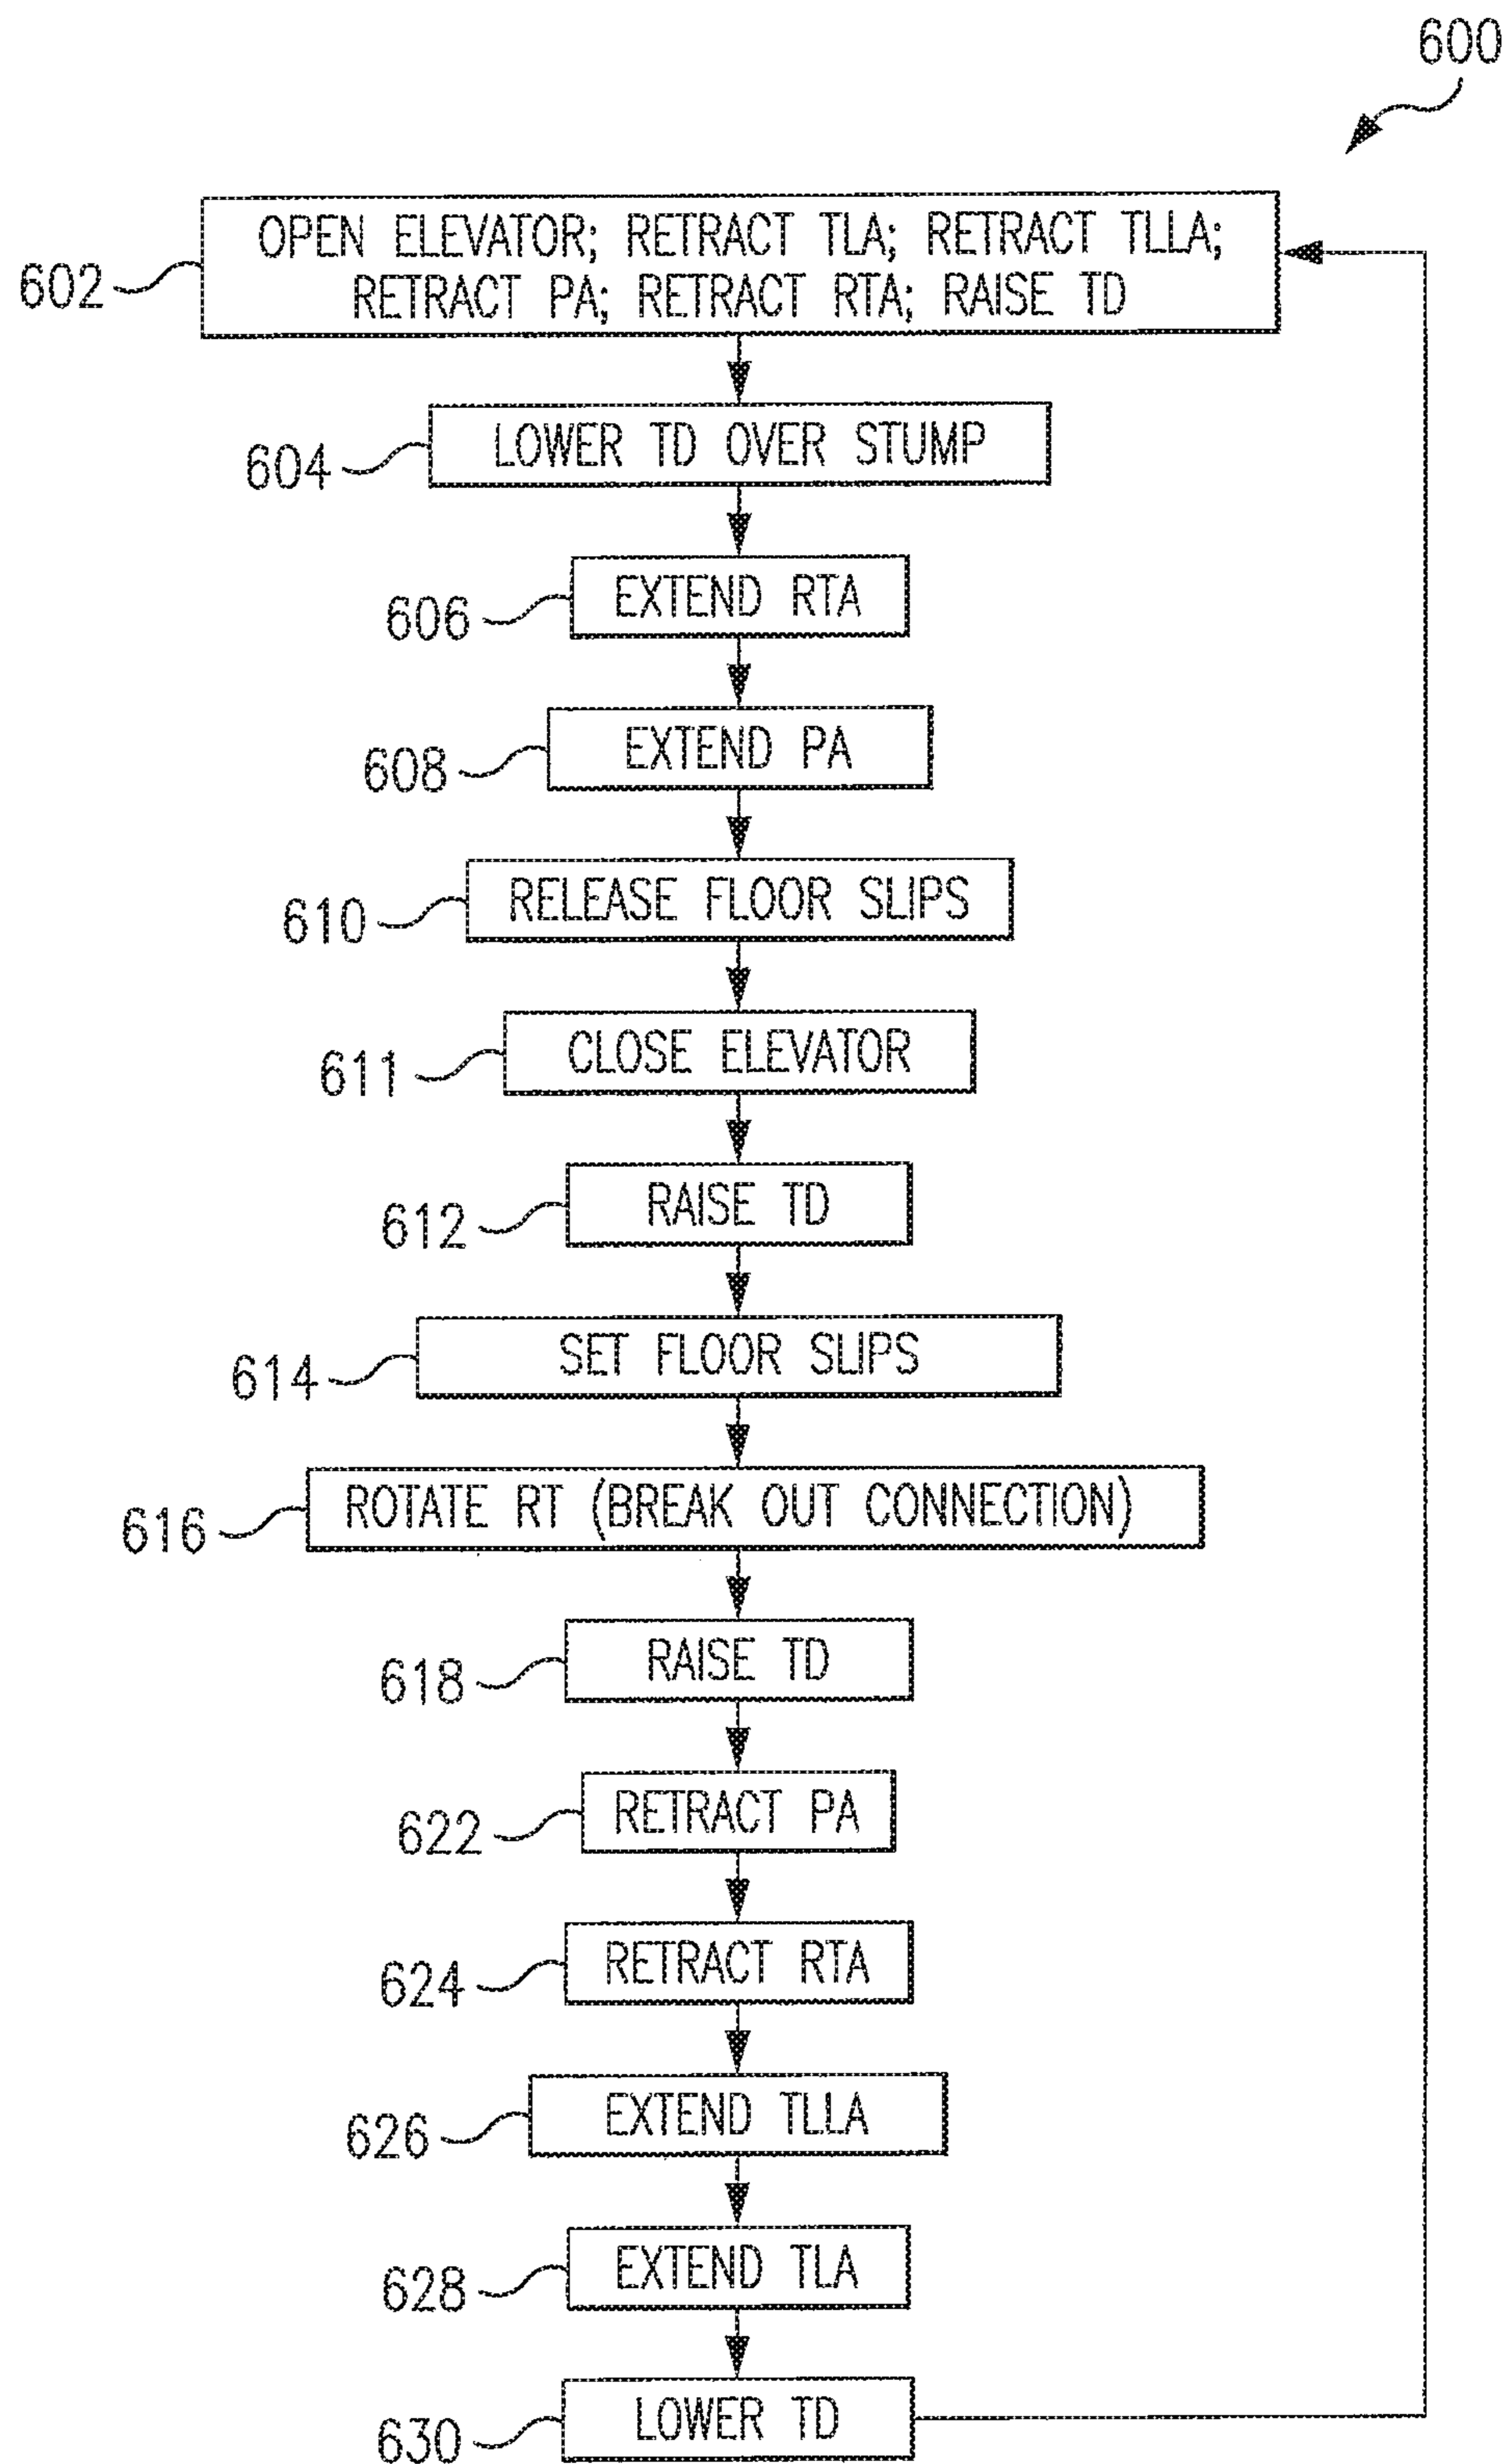 600
602
OPEN ELEVATOR; RETRACT TLA; RETRACT TLLA;
RETRACT PA; RETRACT RTA; RAISE TD
604
LOWER TD OVER STUMP
606
EXTEND RTA
608
EXTEND PA
610
RELEASE FLOOR SLIPS
611
CLOSE ELEVATOR
612
RAISE TD
614
SET FLOOR SLIPS
616
ROTATE RT (BREAK OUT CONNECTION)
618
RAISE TD
622
RETRACT PA
624
RETRACT RTA
626
EXTEND TLLA
628
EXTEND TLA
630
LOWER TD